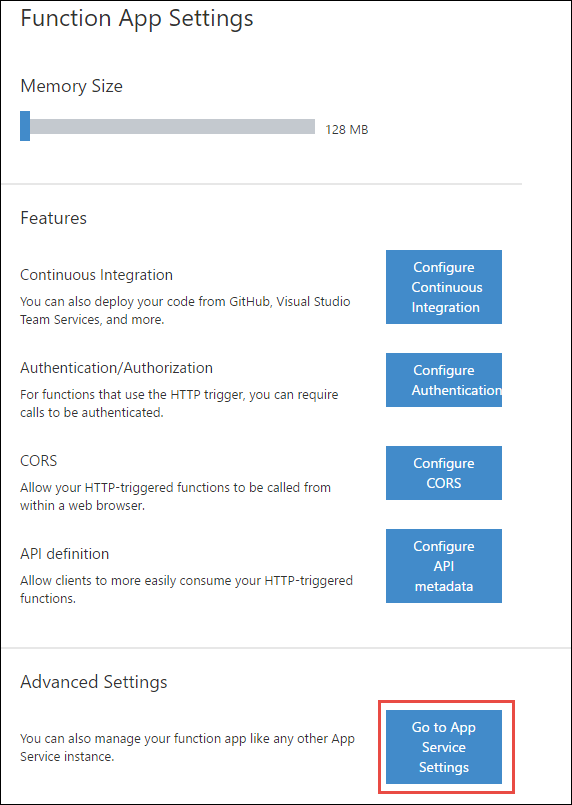 Function App Settings
Memory Size
128 MB
Features
Continuous Integration
You can also deploy your code from GitHub, Visual Studio
Team Services, and more.
Configure
Continuous
Integration
Authentication/Authorization
For functions that use the HTTP trigger, you can require
calls to be authenticated.
Configure
Authentication
CORS
Allow your HTTP-triggered functions to be called from
within a web browser.
Configure
CORS
API definition
Allow clients to more easily consume your HTTP-triggered
functions.
Configure
API
metadata
Advanced Settings
You can also manage your function app like any other App
Service instance.
Go to App
Service
Settings